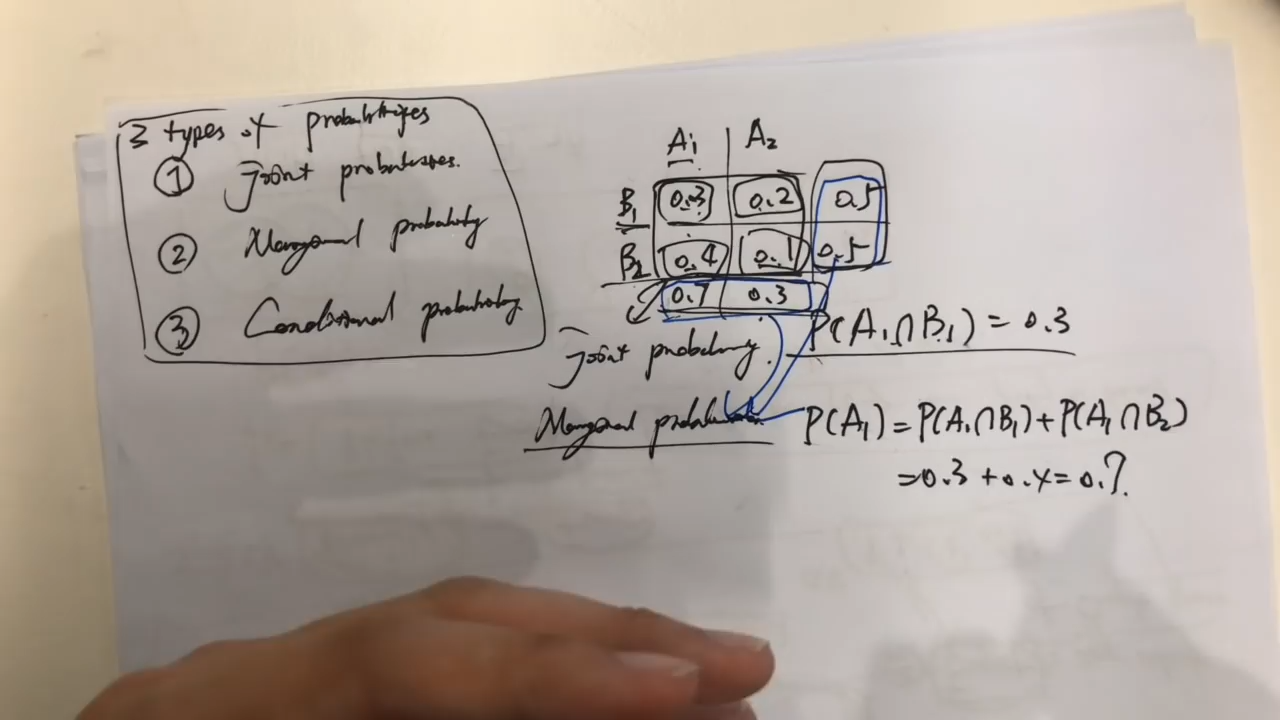 3 types of probabilities
① Joint probabilities.
② Marginal probability
③ Conditional probability
A₁ A₂
B₁ 0.3 0.2 0.5
B₂ 0.4 0.1 0.5
0.7 0.3
Joint probability.
P(A₁∩B₁) = 0.3
Marginal probabilities
P(A₁) = P(A₁∩B₁) + P(A₁∩B₂)
= 0.3 + 0.4 = 0.7.